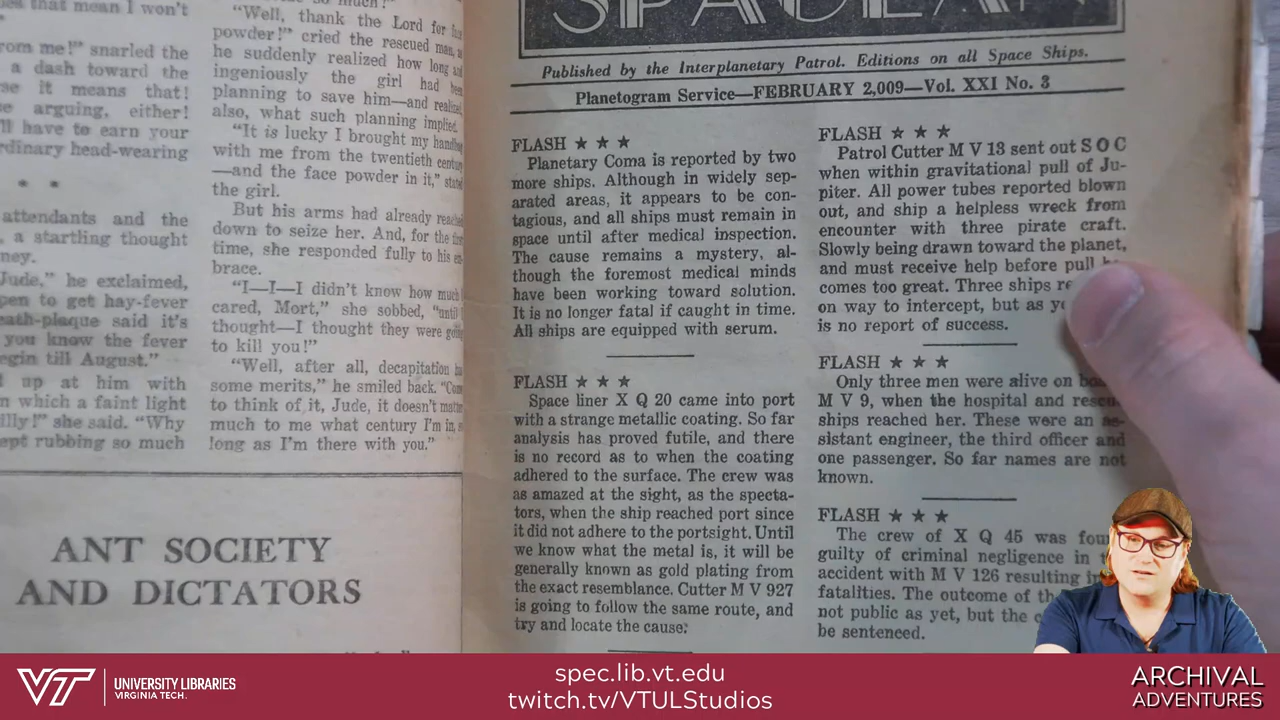 es that mean I won't
rom me!" snarled the
a dash toward the
se it means that!
e arguing, either!
'll have to earn your
rdinary head-wearing
* *
attendants and the
, a startling thought
ney.
Jude," he exclaimed,
pen to get hay-fever
eath-plaque said it's
you know the fever
egin till August."
d up at him with
n which a faint light
illy!" she said. "Why
ept rubbing so much
"Well, thank the Lord for
powder!" cried the rescued man,
he suddenly realized how long and
ingeniously the girl had been
planning to save him—and realized,
also, what such planning implied.
"It is lucky I brought my handbag
with me from the twentieth century
—and the face powder in it," stated
the girl.
But his arms had already reached
down to seize her. And, for the first
time, she responded fully to his em-
brace.
"I—I—I didn't know how much I
cared, Mort," she sobbed, "until I
thought—I thought they were going
to kill you!"
"Well, after all, decapitation has
some merits," he smiled back. "Come
to think of it, Jude, it doesn't matter
much to me what century I'm in, so
long as I'm there with you."
ANT SOCIETY
AND DICTATORS
Published by the Interplanetary Patrol. Editions on all Space Ships.
Planetogram Service—FEBRUARY 2,009—Vol. XXI No. 3
FLASH ★ ★ ★
Planetary Coma is reported by two
more ships. Although in widely sep-
arated areas, it appears to be con-
tagious, and all ships must remain in
space until after medical inspection.
The cause remains a mystery, al-
though the foremost medical minds
have been working toward solution.
It is no longer fatal if caught in time.
All ships are equipped with serum.
FLASH ★ ★ ★
Space liner X Q 20 came into port
with a strange metallic coating. So far
analysis has proved futile, and there
is no record as to when the coating
adhered to the surface. The crew was
as amazed at the sight, as the specta-
tors, when the ship reached port since
it did not adhere to the portsight. Until
we know what the metal is, it will be
generally known as gold plating from
the exact resemblance. Cutter M V 927
is going to follow the same route, and
try and locate the cause.
FLASH ★ ★ ★
Patrol Cutter M V 13 sent out S O C
when within gravitational pull of Ju-
piter. All power tubes reported blown
out, and ship a helpless wreck from
encounter with three pirate craft.
Slowly being drawn toward the planet,
and must receive help before pull
comes too great. Three ships
on way to intercept, but as
is no report of success.
FLASH ★ ★ ★
Only three men were alive on
M V 9, when the hospital and rescue
ships reached her. These were an as-
sistant engineer, the third officer and
one passenger. So far names are not
known.
FLASH ★ ★ ★
The crew of X Q 45 was
guilty of criminal negligence in
accident with M V 126 resulting
fatalities. The outcome of
not public as yet, but the
be sentenced.
VT UNIVERSITY LIBRARIES
VIRGINIA TECH.
spec.lib.vt.edu
twitch.tv/VTULStudios
ARCHIVAL
ADVENTURES